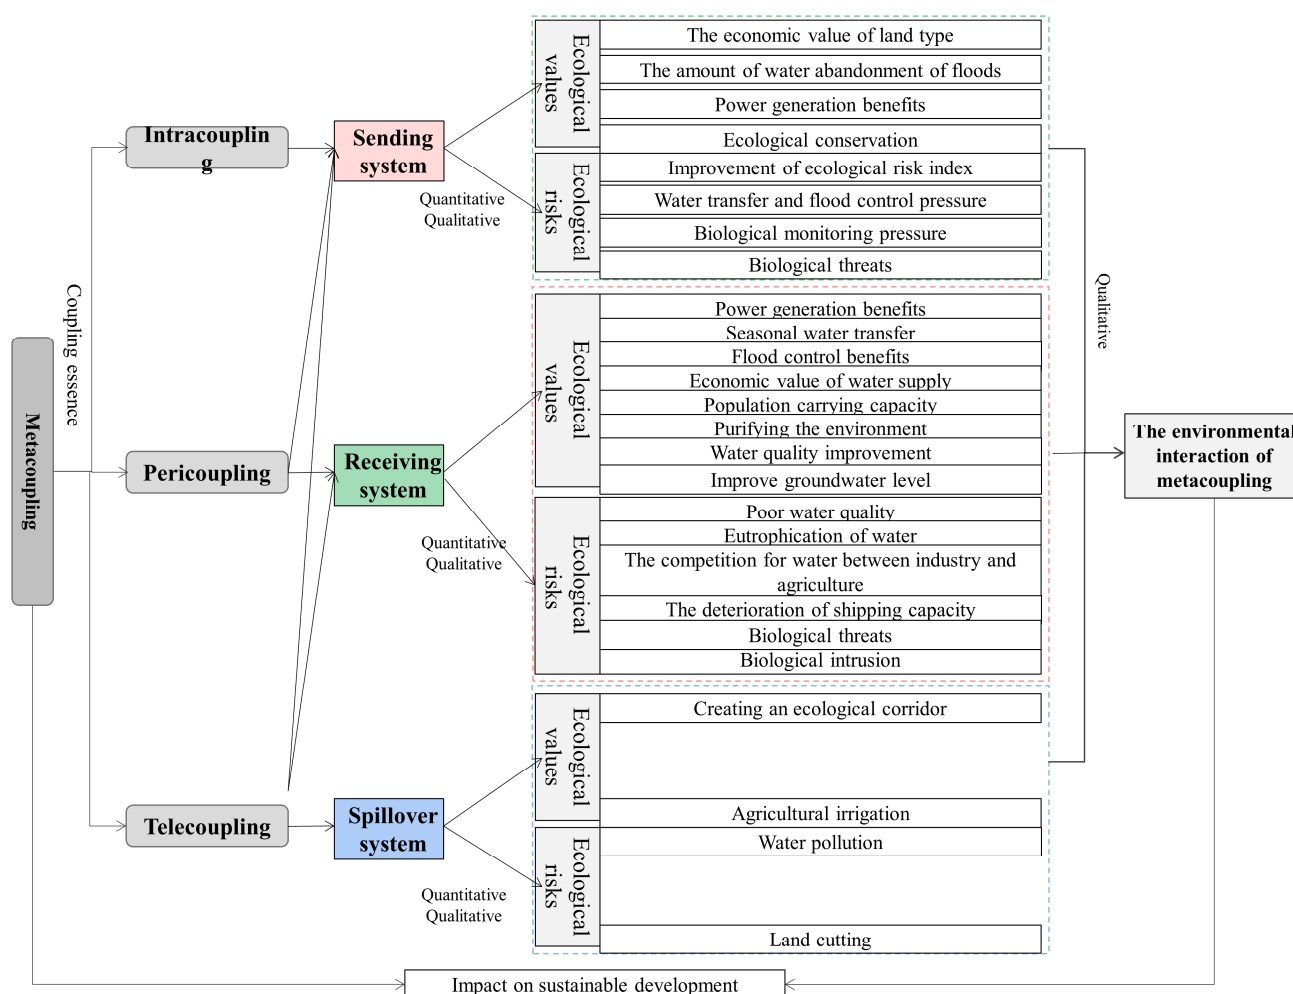 Metacoupling
Coupling essence
Intracouplin
g
Pericoupling
Telecoupling
Sending
system
Quantitative
Qualitative
Receiving
system
Quantitative
Qualitative
Spillover
system
Quantitative
Qualitative
Ecological
values
The economic value of land type
The amount of water abandonment of floods
Power generation benefits
Ecological conservation
Ecological
risks
Improvement of ecological risk index
Water transfer and flood control pressure
Biological monitoring pressure
Biological threats
Ecological
values
Power generation benefits
Seasonal water transfer
Flood control benefits
Economic value of water supply
Population carrying capacity
Purifying the environment
Water quality improvement
Improve groundwater level
Ecological
risks
Poor water quality
Eutrophication of water
The competition for water between industry and
agriculture
The deterioration of shipping capacity
Biological threats
Biological intrusion
Ecological
values
Creating an ecological corridor
Agricultural irrigation
Ecological
risks
Water pollution
Land cutting
Qualitative
The environmental
interaction of
metacoupling
Impact on sustainable development